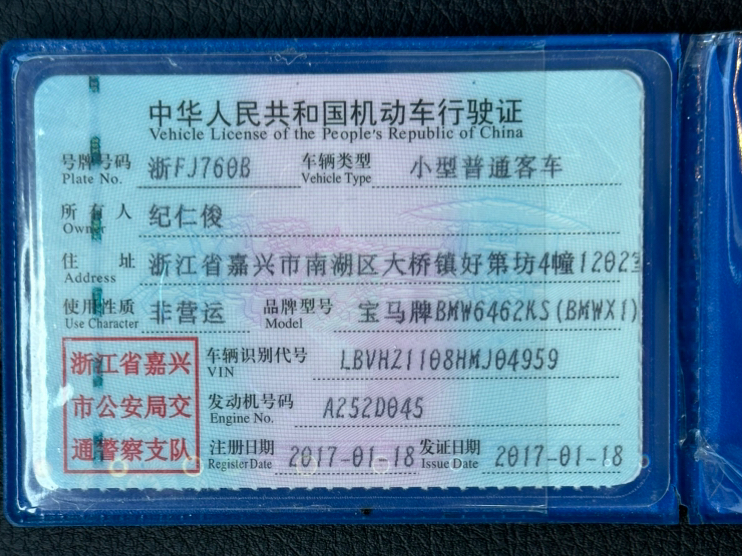 中华人民共和国机动车行驶证
Vehicle License of the People's Republic of China
号牌号码 浙FJ760B 车辆类型 小型普通客车
Plate No. Vehicle Type
所有人 纪仁俊
Owner
住址 浙江省嘉兴市南湖区大桥镇好第坊4幢1202室
Address
使用性质 非营运 品牌型号 宝马牌BMW6462KS(BMWX1)
Use Character Model
浙江省嘉兴 车辆识别代号 LBVHZ1108HMJ04959
VIN
市公安局交 发动机号码 A252D045
Engine No.
通警察支队 注册日期 2017-01-18 发证日期 2017-01-18
Register Date Issue Date